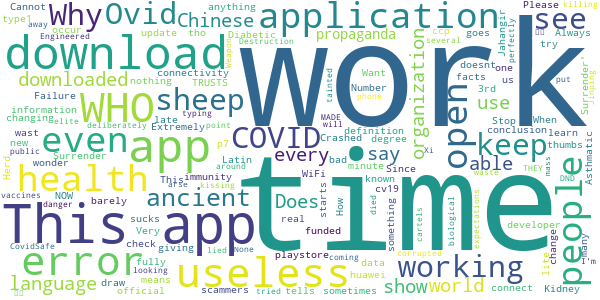 Cannot Why Ovid Chinese anything application see Please killing
type1 away occur update tho Diabetic propaganda ccp goes Jahangir try Always
Engineered several perfectly
download work
connectivity TRUSTS tainted doesnt facts Surrender'
downloaded nothing Weapon Destruction Want Number phone 3rd one us Jinping
Failure WHO sheep organization open use put
information changing elite Extremely late typing MADE will Stop When learn
new even COVID definition degree keep conclusion thumbs
public wast Surrender deliberately point Crashed able people
Herd wonder app p7 Latin around every minute say Xi Asthmatic
health NOW This immunity WiFi bad Since cv19 THEY mass DND
vaccines danger barely arse kissing ancient Does known time something waste many I'm
This app sucks check real How died cartels biological expectations developer
CovidSafe Very giving funded starts playstore coming corrupted working life change
error fully looking lied None data
language means useless huawei show world connect Kidney
draw official scammers tried tells sometimes